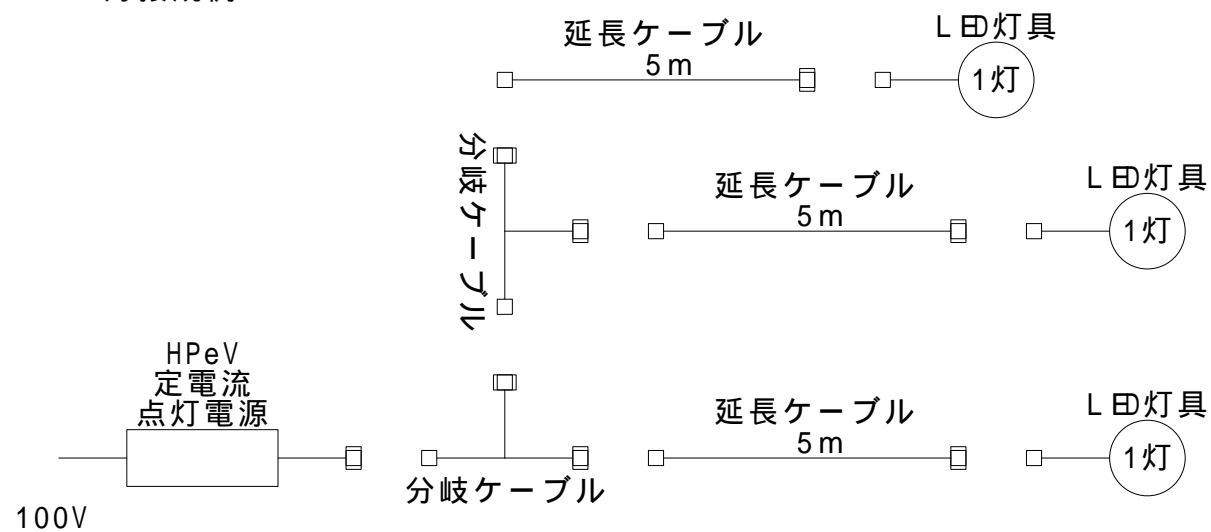 延長ケーブル
5m
LED灯具
1灯
分岐ケーブル
延長ケーブル
5m
LED灯具
1灯
HPeV
定電流
点灯電源
延長ケーブル
5m
LED灯具
1灯
分岐ケーブル
100V